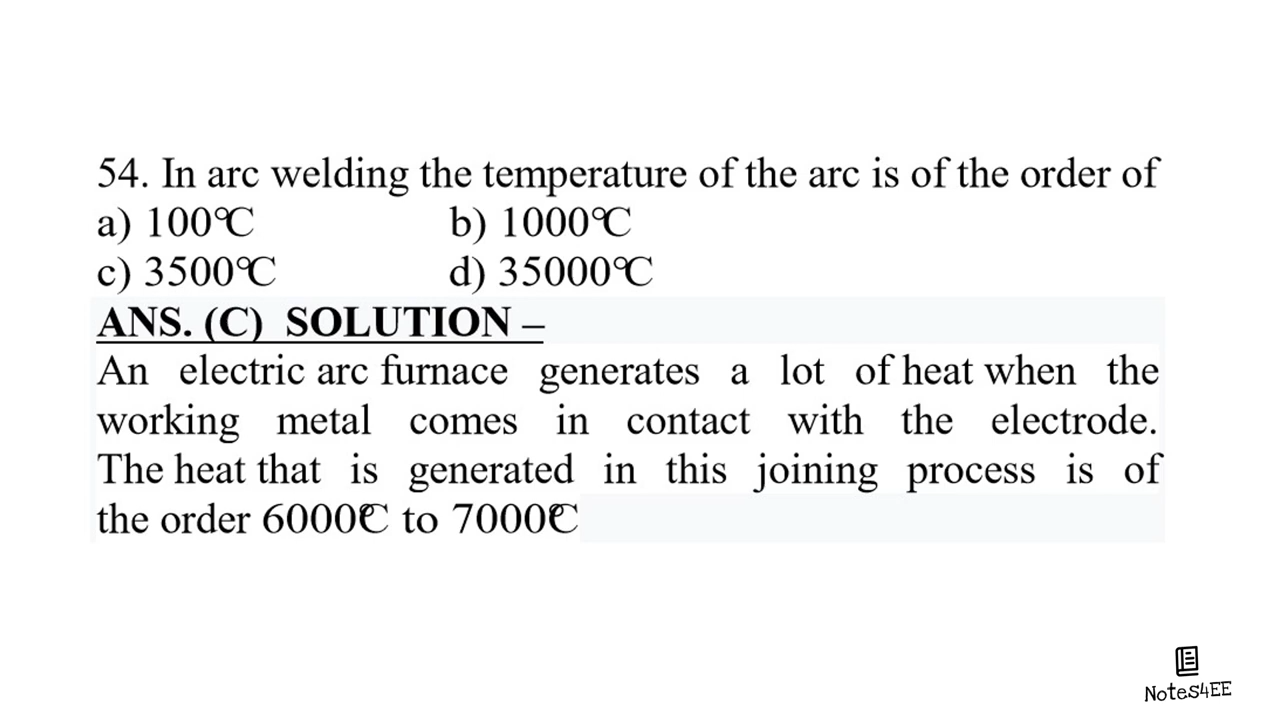 54. In arc welding the temperature of the arc is of the order of
a) 100℃ b) 1000℃
c) 3500℃ d) 35000℃
ANS. (C) SOLUTION –
An electric arc furnace generates a lot of heat when the
working metal comes in contact with the electrode.
The heat that is generated in this joining process is of
the order 6000℃ to 7000℃
Notes4EE